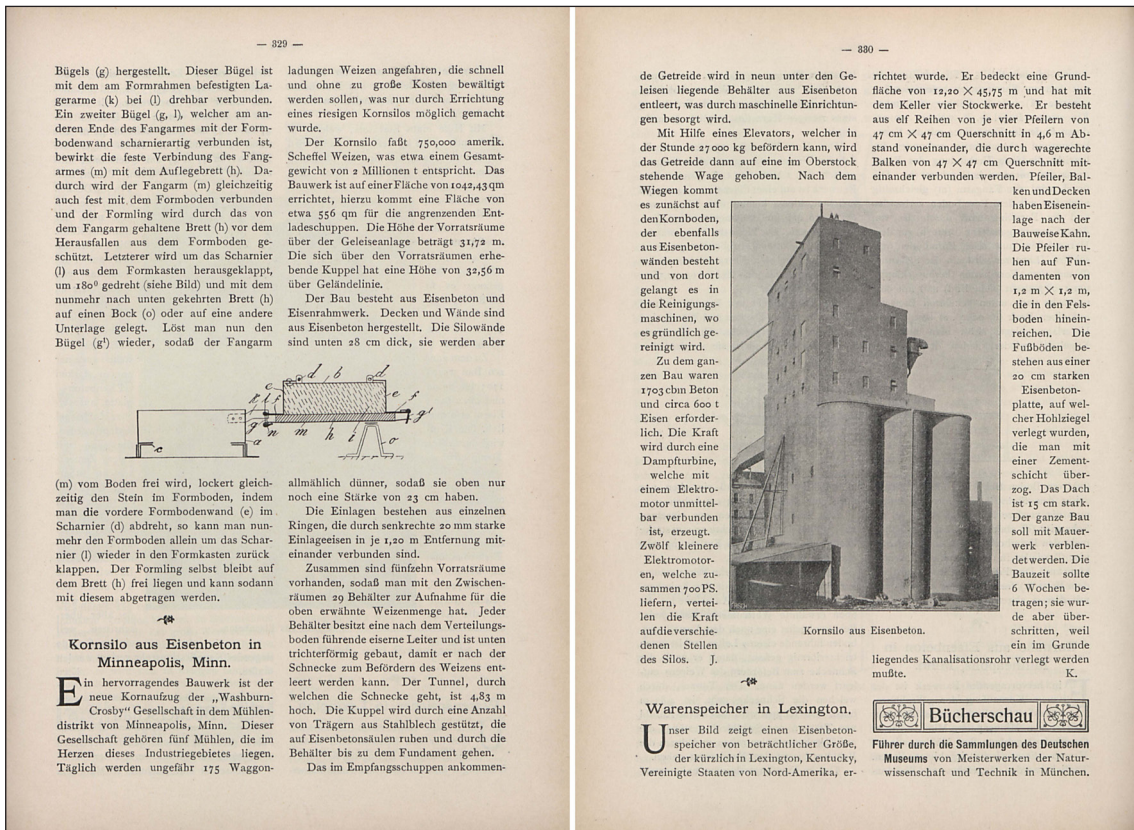 — 329 —
Bügels (g) hergestellt. Dieser Bügel ist
mit dem am Formrahmen befestigten La-
gerarme (k) bei (l) drehbar verbunden.
Ein zweiter Bügel (g, l), welcher am an-
deren Ende des Fangarmes mit der Form-
bodenwand scharnierartig verbunden ist,
bewirkt die feste Verbindung des Fang-
armes (m) mit dem Auflegebrett (h). Da-
durch wird der Fangarm (m) gleichzeitig
auch fest mit dem Formboden verbunden
und der Formling wird durch das von
dem Fangarm gehaltene Brett (h) vor dem
Herausfallen aus dem Formboden ge-
schützt. Letzterer wird um das Scharnier
(l) aus dem Formkasten herausgeklappt,
um 180⁰ gedreht (siehe Bild) und mit dem
nunmehr nach unten gekehrten Brett (h)
auf einen Bock (o) oder auf eine andere
Unterlage gelegt. Löst man nun den
Bügel (g¹) wieder, sodaß der Fangarm
d b d
e e f
g¹
g a
n m h i o
c
(m) vom Boden frei wird, lockert gleich-
zeitig den Stein im Formboden, indem
man die vordere Formbodenwand (e) im
Scharnier (d) abdreht, so kann man nun-
mehr den Formboden allein um das Schar-
nier (l) wieder in den Formkasten zurück
klappen. Der Formling selbst bleibt auf
dem Brett (h) frei liegen und kann sodann
mit diesem abgetragen werden.
Kornsilo aus Eisenbeton in
Minneapolis, Minn.
Ein hervorragendes Bauwerk ist der
neue Kornaufzug der „Washburn-
Crosby“ Gesellschaft in dem Mühlen-
distrikt von Minneapolis, Minn. Dieser
Gesellschaft gehören fünf Mühlen, die im
Herzen dieses Industriegebietes liegen.
Täglich werden ungefähr 175 Waggon-
ladungen Weizen angefahren, die schnell
und ohne zu große Kosten bewältigt
werden sollen, was nur durch Errichtung
eines riesigen Kornsilos möglich gemacht
wurde.
Der Kornsilo faßt 750,000 amerik.
Scheffel Weizen, was etwa einem Gesamt-
gewicht von 2 Millionen t entspricht. Das
Bauwerk ist auf einer Fläche von 1042,43 qm
errichtet, hierzu kommt eine Fläche von
etwa 556 qm für die angrenzenden Ent-
ladeschuppen. Die Höhe der Vorratsräume
über der Geleiseanlage beträgt 31,72 m.
Die sich über den Vorratsräumen erhe-
bende Kuppel hat eine Höhe von 32,56 m
über Geländelinie.
Der Bau besteht aus Eisenbeton und
Eisenrahmwerk. Decken und Wände sind
aus Eisenbeton hergestellt. Die Silowände
sind unten 28 cm dick, sie werden aber
allmählich dünner, sodaß sie oben nur
noch eine Stärke von 23 cm haben.
Die Einlagen bestehen aus einzelnen
Ringen, die durch senkrechte 20 mm starke
Einlageeisen in je 1,20 m Entfernung mit-
einander verbunden sind.
Zusammen sind fünfzehn Vorratsräume
vorhanden, sodaß man mit den Zwischen-
räumen 29 Behälter zur Aufnahme für die
oben erwähnte Weizenmenge hat. Jeder
Behälter besitzt eine nach dem Verteilungs-
boden führende eiserne Leiter und ist unten
trichterförmig gebaut, damit er nach der
Schnecke zum Befördern des Weizens ent-
leert werden kann. Der Tunnel, durch
welchen die Schnecke geht, ist 4,83 m
hoch. Die Kuppel wird durch eine Anzahl
von Trägern aus Stahlblech gestützt, die
auf Eisenbetonsäulen ruhen und durch die
Behälter bis zu dem Fundament gehen.
Das im Empfangsschuppen ankommen-
— 330 —
de Getreide wird in neun unter den Ge-
leisen liegende Behälter aus Eisenbeton
entleert, was durch maschinelle Einrichtun-
gen besorgt wird.
Mit Hilfe eines Elevators, welcher in
der Stunde 27 000 kg befördern kann, wird
das Getreide dann auf eine im Oberstock
stehende Wage gehoben. Nach dem
Wiegen kommt
es zunächst auf
den Kornboden,
der ebenfalls
aus Eisenbeton-
wänden besteht
und von dort
gelangt es in
die Reinigungs-
maschinen, wo
es gründlich ge-
reinigt wird.
Zu dem gan-
zen Bau waren
1703 cbm Beton
und circa 600 t
Eisen erforder-
lich. Die Kraft
wird durch eine
Dampfturbine,
welche mit
einem Elektro-
motor unmittel-
bar verbunden
ist, erzeugt.
Zwölf kleinere
Elektromotor-
en, welche zu-
sammen 700 PS.
liefern, vertei-
len die Kraft
auf die verschie-
denen Stellen
des Silos. J.
Kornsilo aus Eisenbeton.
Warenspeicher in Lexington.
Unser Bild zeigt einen Eisenbeton-
speicher von beträchtlicher Größe,
der kürzlich in Lexington, Kentucky,
Vereinigte Staaten von Nord-Amerika, er-
richtet wurde. Er bedeckt eine Grund-
fläche von 12,20 X 45,75 m und hat mit
dem Keller vier Stockwerke. Er besteht
aus elf Reihen von je vier Pfeilern von
47 cm X 47 cm Querschnitt in 4,6 m Ab-
stand voneinander, die durch wagerechte
Balken von 47 X 47 cm Querschnitt mit-
einander verbunden werden. Pfeiler, Bal-
ken und Decken
haben Eisenein-
lage nach der
Bauweise Kahn.
Die Pfeiler ru-
hen auf Fun-
damenten von
1,2 m X 1,2 m,
die in den Fels-
boden hinein-
reichen. Die
Fußböden be-
stehen aus einer
20 cm starken
Eisenbeton-
platte, auf wel-
cher Hohlziegel
verlegt wurden,
die man mit
einer Zement-
schicht über-
zog. Das Dach
ist 15 cm stark.
Der ganze Bau
soll mit Mauer-
werk verblen-
det werden. Die
Bauzeit sollte
6 Wochen be-
tragen; sie wur-
de aber über-
schritten, weil
ein im Grunde
liegendes Kanalisationsrohr verlegt werden
mußte. K.
Bücherschau
Führer durch die Sammlungen des Deutschen
Museums von Meisterwerken der Natur-
wissenschaft und Technik in München.